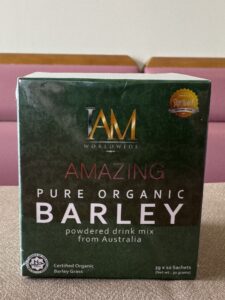 IAM
WORLDWIDE
AMAZING
PURE ORGANIC
BARLEY
powdered drink mix
from Australia
Certified Organic
Barley Grass